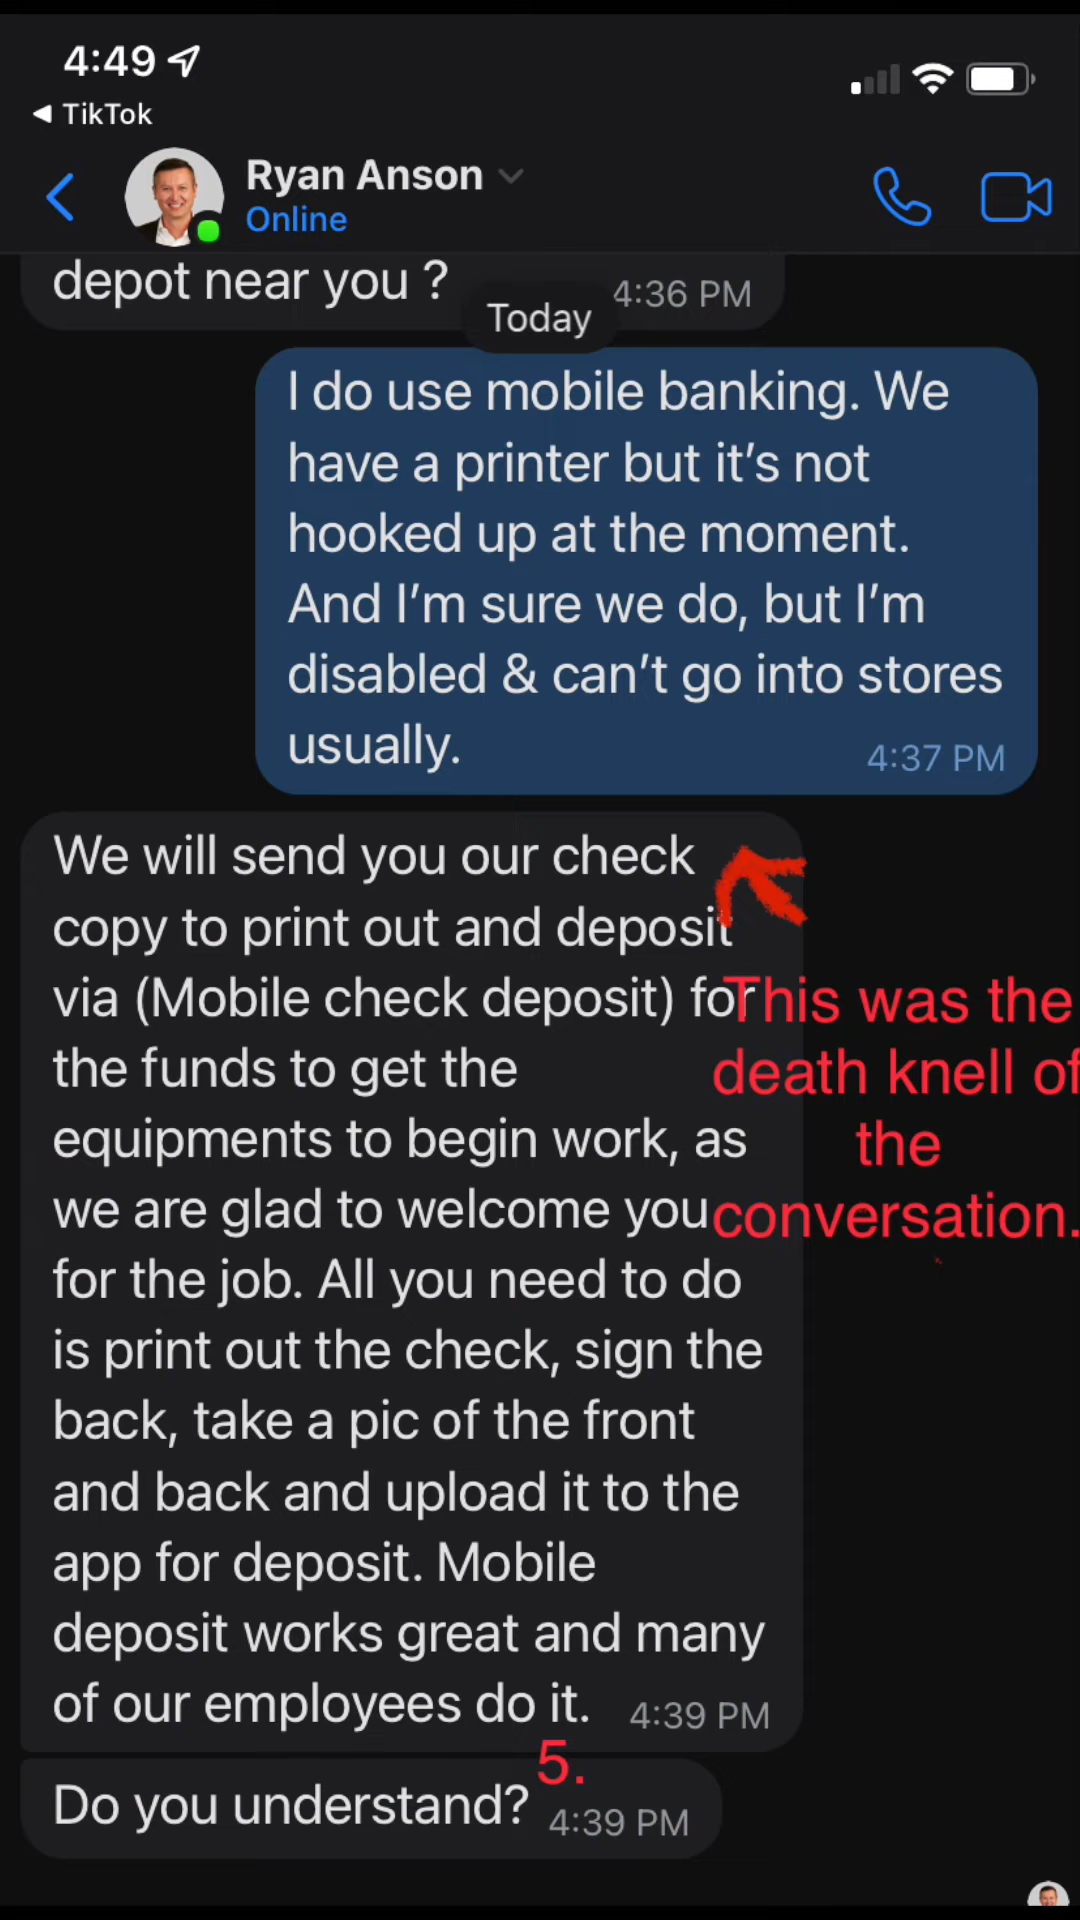 4:49
TikTok
Ryan Anson
Online
depot near you ?
4:36 PM
Today
I do use mobile banking. We
have a printer but it's not
hooked up at the moment.
And I'm sure we do, but I'm
disabled & can't go into stores
usually.
4:37 PM
We will send you our check
copy to print out and deposit
via (Mobile check deposit) for
the funds to get the
equipments to begin work, as
we are glad to welcome you
for the job. All you need to do
is print out the check, sign the
back, take a pic of the front
and back and upload it to the
app for deposit. Mobile
deposit works great and many
of our employees do it.
4:39 PM
This was the
death knell of
the
conversation.
5.
Do you understand?
4:39 PM